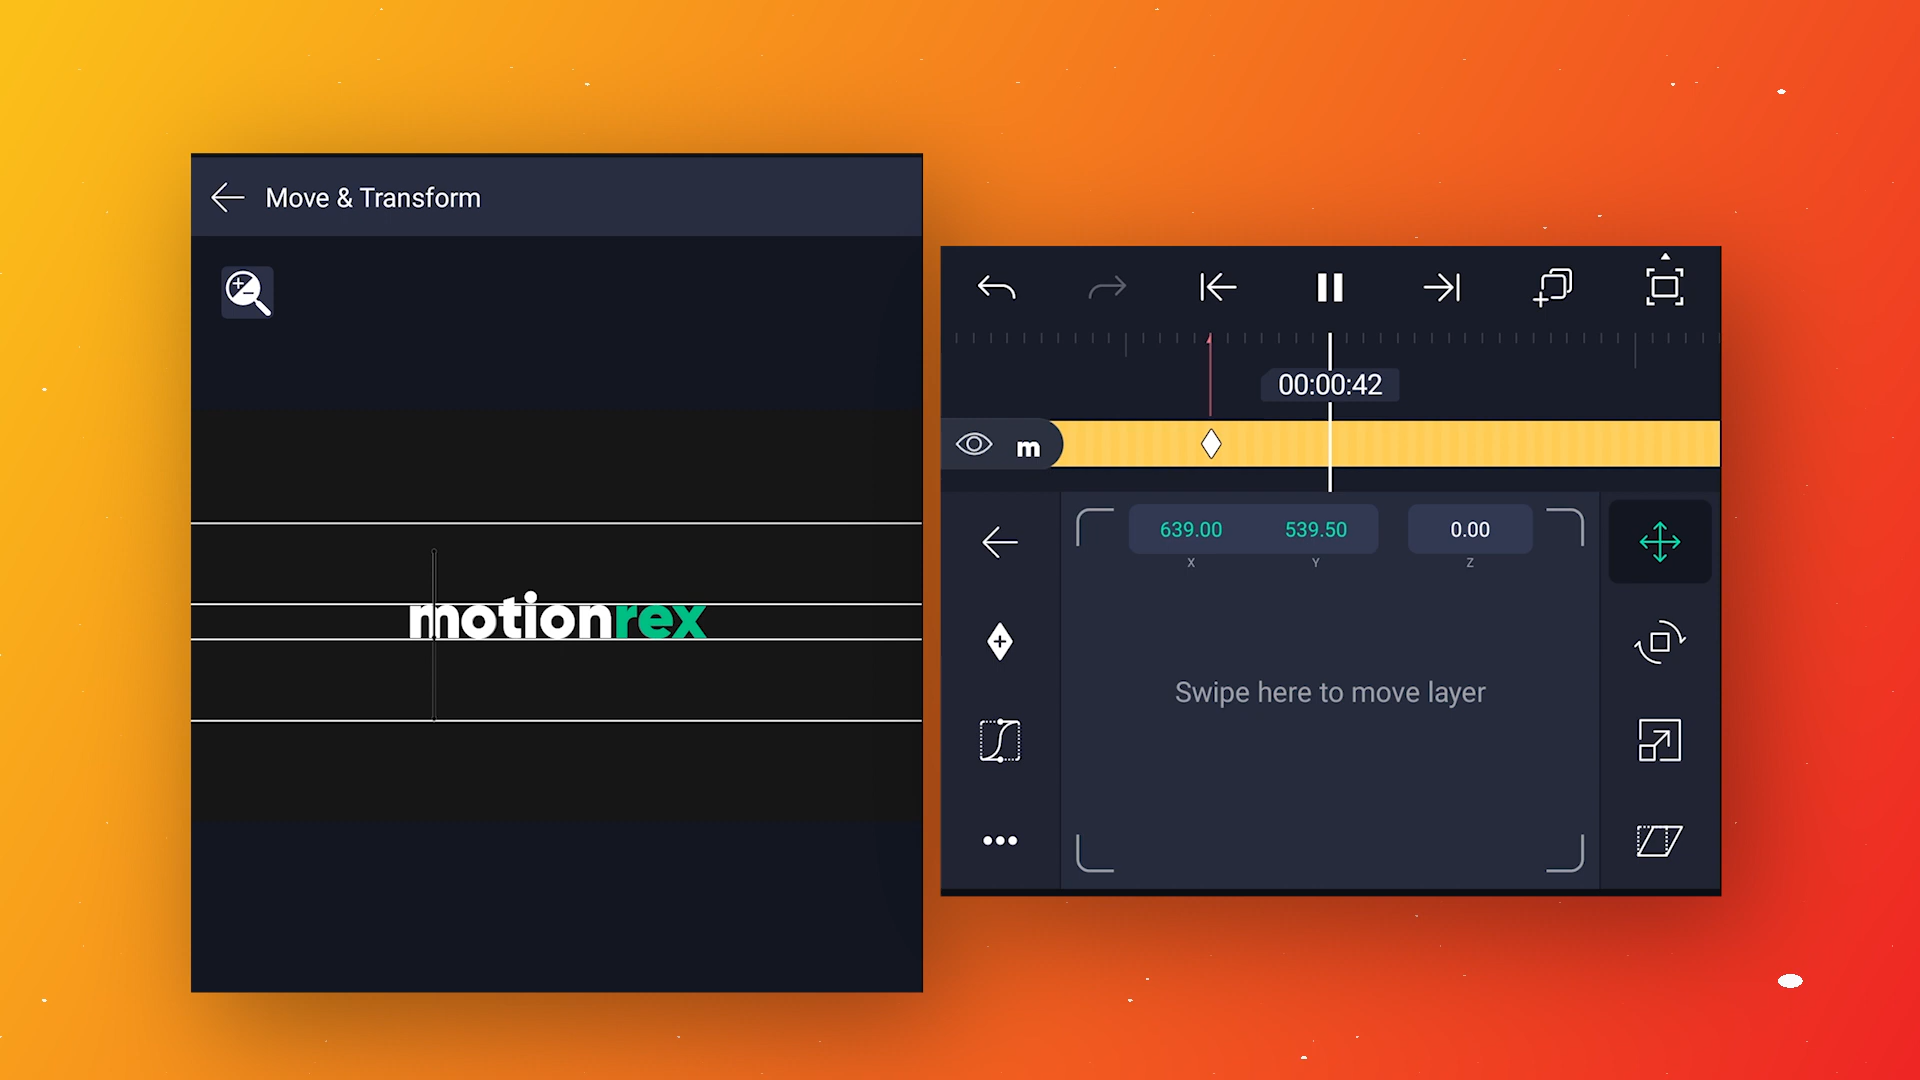 Move & Transform
motionrex
00:00:42
m
639.00 539.50 0.00
X Y Z
Swipe here to move layer